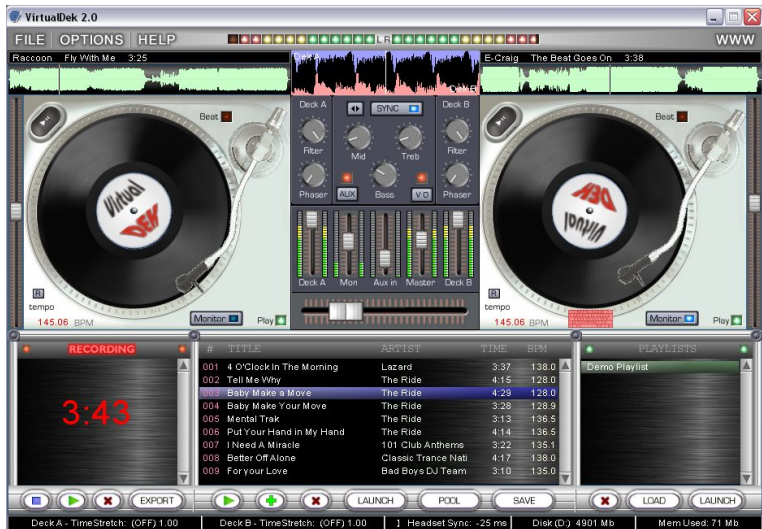 VirtualDek 2.0
FILE OPTIONS HELP L R WWW
Raccoon Fly With Me 3:25
Deck A
Deck B
E-Craig The Beat Goes On 3:38
Beat
Deck A SYNC Deck B
Filter Mid Treb Filter
Phaser AUX Bass V O Phaser
Beat
Virtual DEK
Virtual DEK
Deck A Mon Aux in Master Deck B
tempo
145.06 BPM Monitor Play
tempo
145.06 BPM Monitor Play
RECORDING
3:43
# TITLE ARTIST TIME BPM
001 4 O'Clock In The Morning Lazard 3:37 138.0
002 Tell Me Why The Ride 4:15 128.0
003 Baby Make a Move The Ride 4:29 128.0
004 Baby Make Your Move The Ride 3:28 128.9
005 Mental Trak The Ride 3:13 136.5
006 Put Your Hand in My Hand The Ride 4:14 136.5
007 I Need A Miracle 101 Club Anthems 3:22 135.1
008 Better Off Alone Classic Trance Nati 4:17 138.0
009 For your Love Bad Boys DJ Team 3:10 135.0
PLAYLISTS
Demo Playlist
EXPORT LAUNCH POOL SAVE LOAD LAUNCH
Deck A - TimeStretch: (OFF) 1.00 Deck B - TimeStretch: (OFF) 1.00 Headset Sync: -25 ms Disk (D:) 4901 Mb Mem Used: 71 Mb